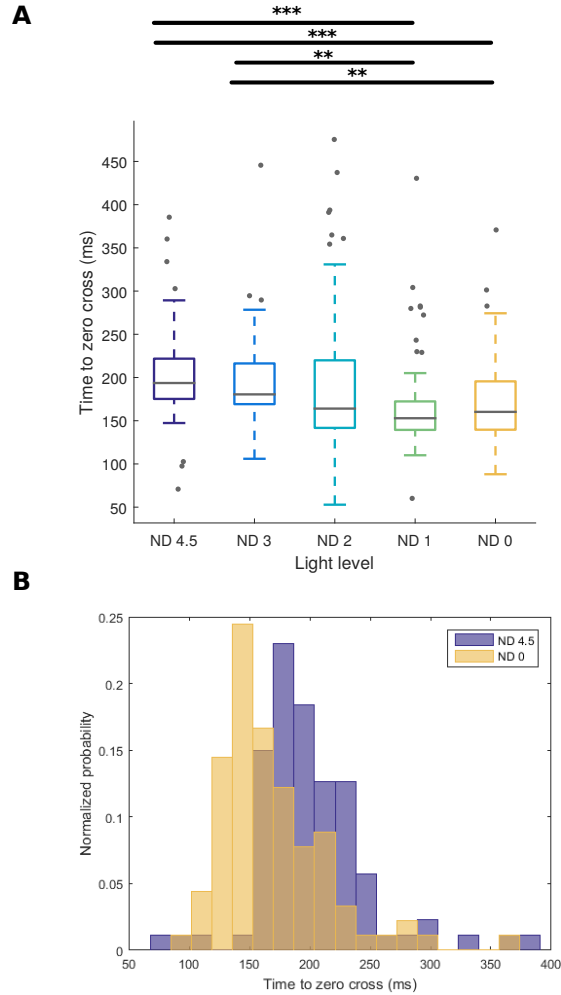 A
***
***
**
**
Time to zero cross (ms)
450
400
350
300
250
200
150
100
50
ND 4.5 ND 3 ND 2 ND 1 ND 0
Light level
B
Normalized probability
0.25
0.2
0.15
0.1
0.05
0
ND 4.5
ND 0
50 100 150 200 250 300 350 400
Time to zero cross (ms)